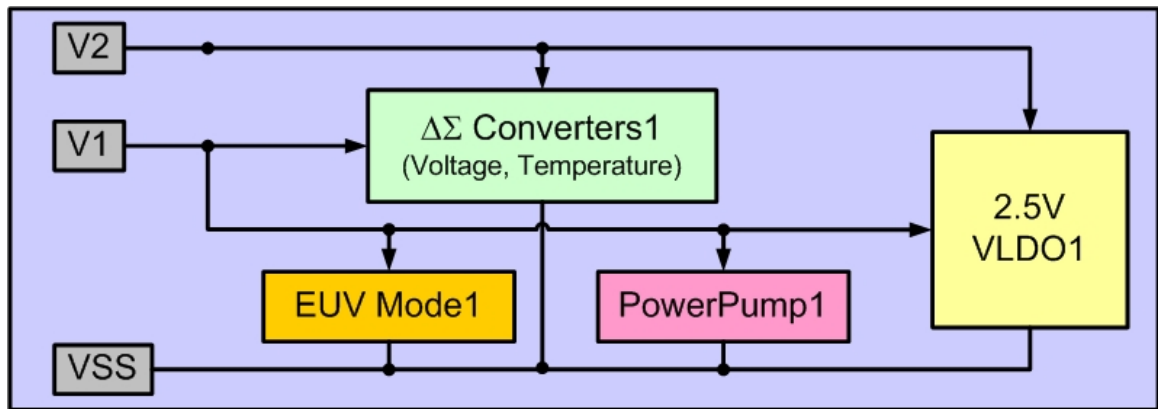 V2
V1
ΔΣ Converters1
(Voltage, Temperature)
2.5V
VLDO1
EUV Mode1
PowerPump1
VSS